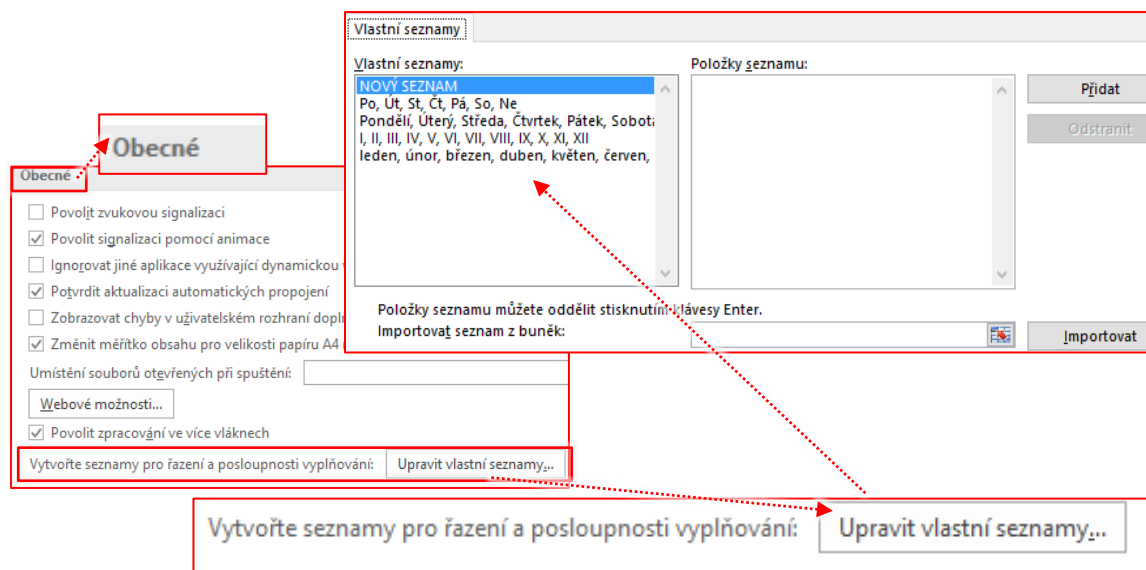 Vlastní seznamy
Vlastní seznamy:
NOVÝ SEZNAM
Po, Út, St, Čt, Pá, So, Ne
Pondělí, Úterý, Středa, Čtvrtek, Pátek, Sobota
I, II, III, IV, V, VI, VII, VIII, IX, X, XI, XII
leden, únor, březen, duben, květen, červen,
Položky seznamu:
Přidat
Odstranit
Položky seznamu můžete oddělit stisknutím klávesy Enter.
Importovat seznam z buněk:
Importovat
Obecné
Obecné
Povolit zvukovou signalizaci
Povolit signalizaci pomocí animace
Ignorovat jiné aplikace využívající dynamickou
Potvrdit aktualizaci automatických propojení
Zobrazovat chyby v uživatelském rozhraní
Změnit měřítko obsahu pro velikosti papíru A4
Umístění souborů otevřených při spuštění:
Webové možnosti...
Povolit zpracování ve více vláknech
Vytvořte seznamy pro řazení a posloupnosti vyplňování: Upravit vlastní seznamy...
Vytvořte seznamy pro řazení a posloupnosti vyplňování: Upravit vlastní seznamy...